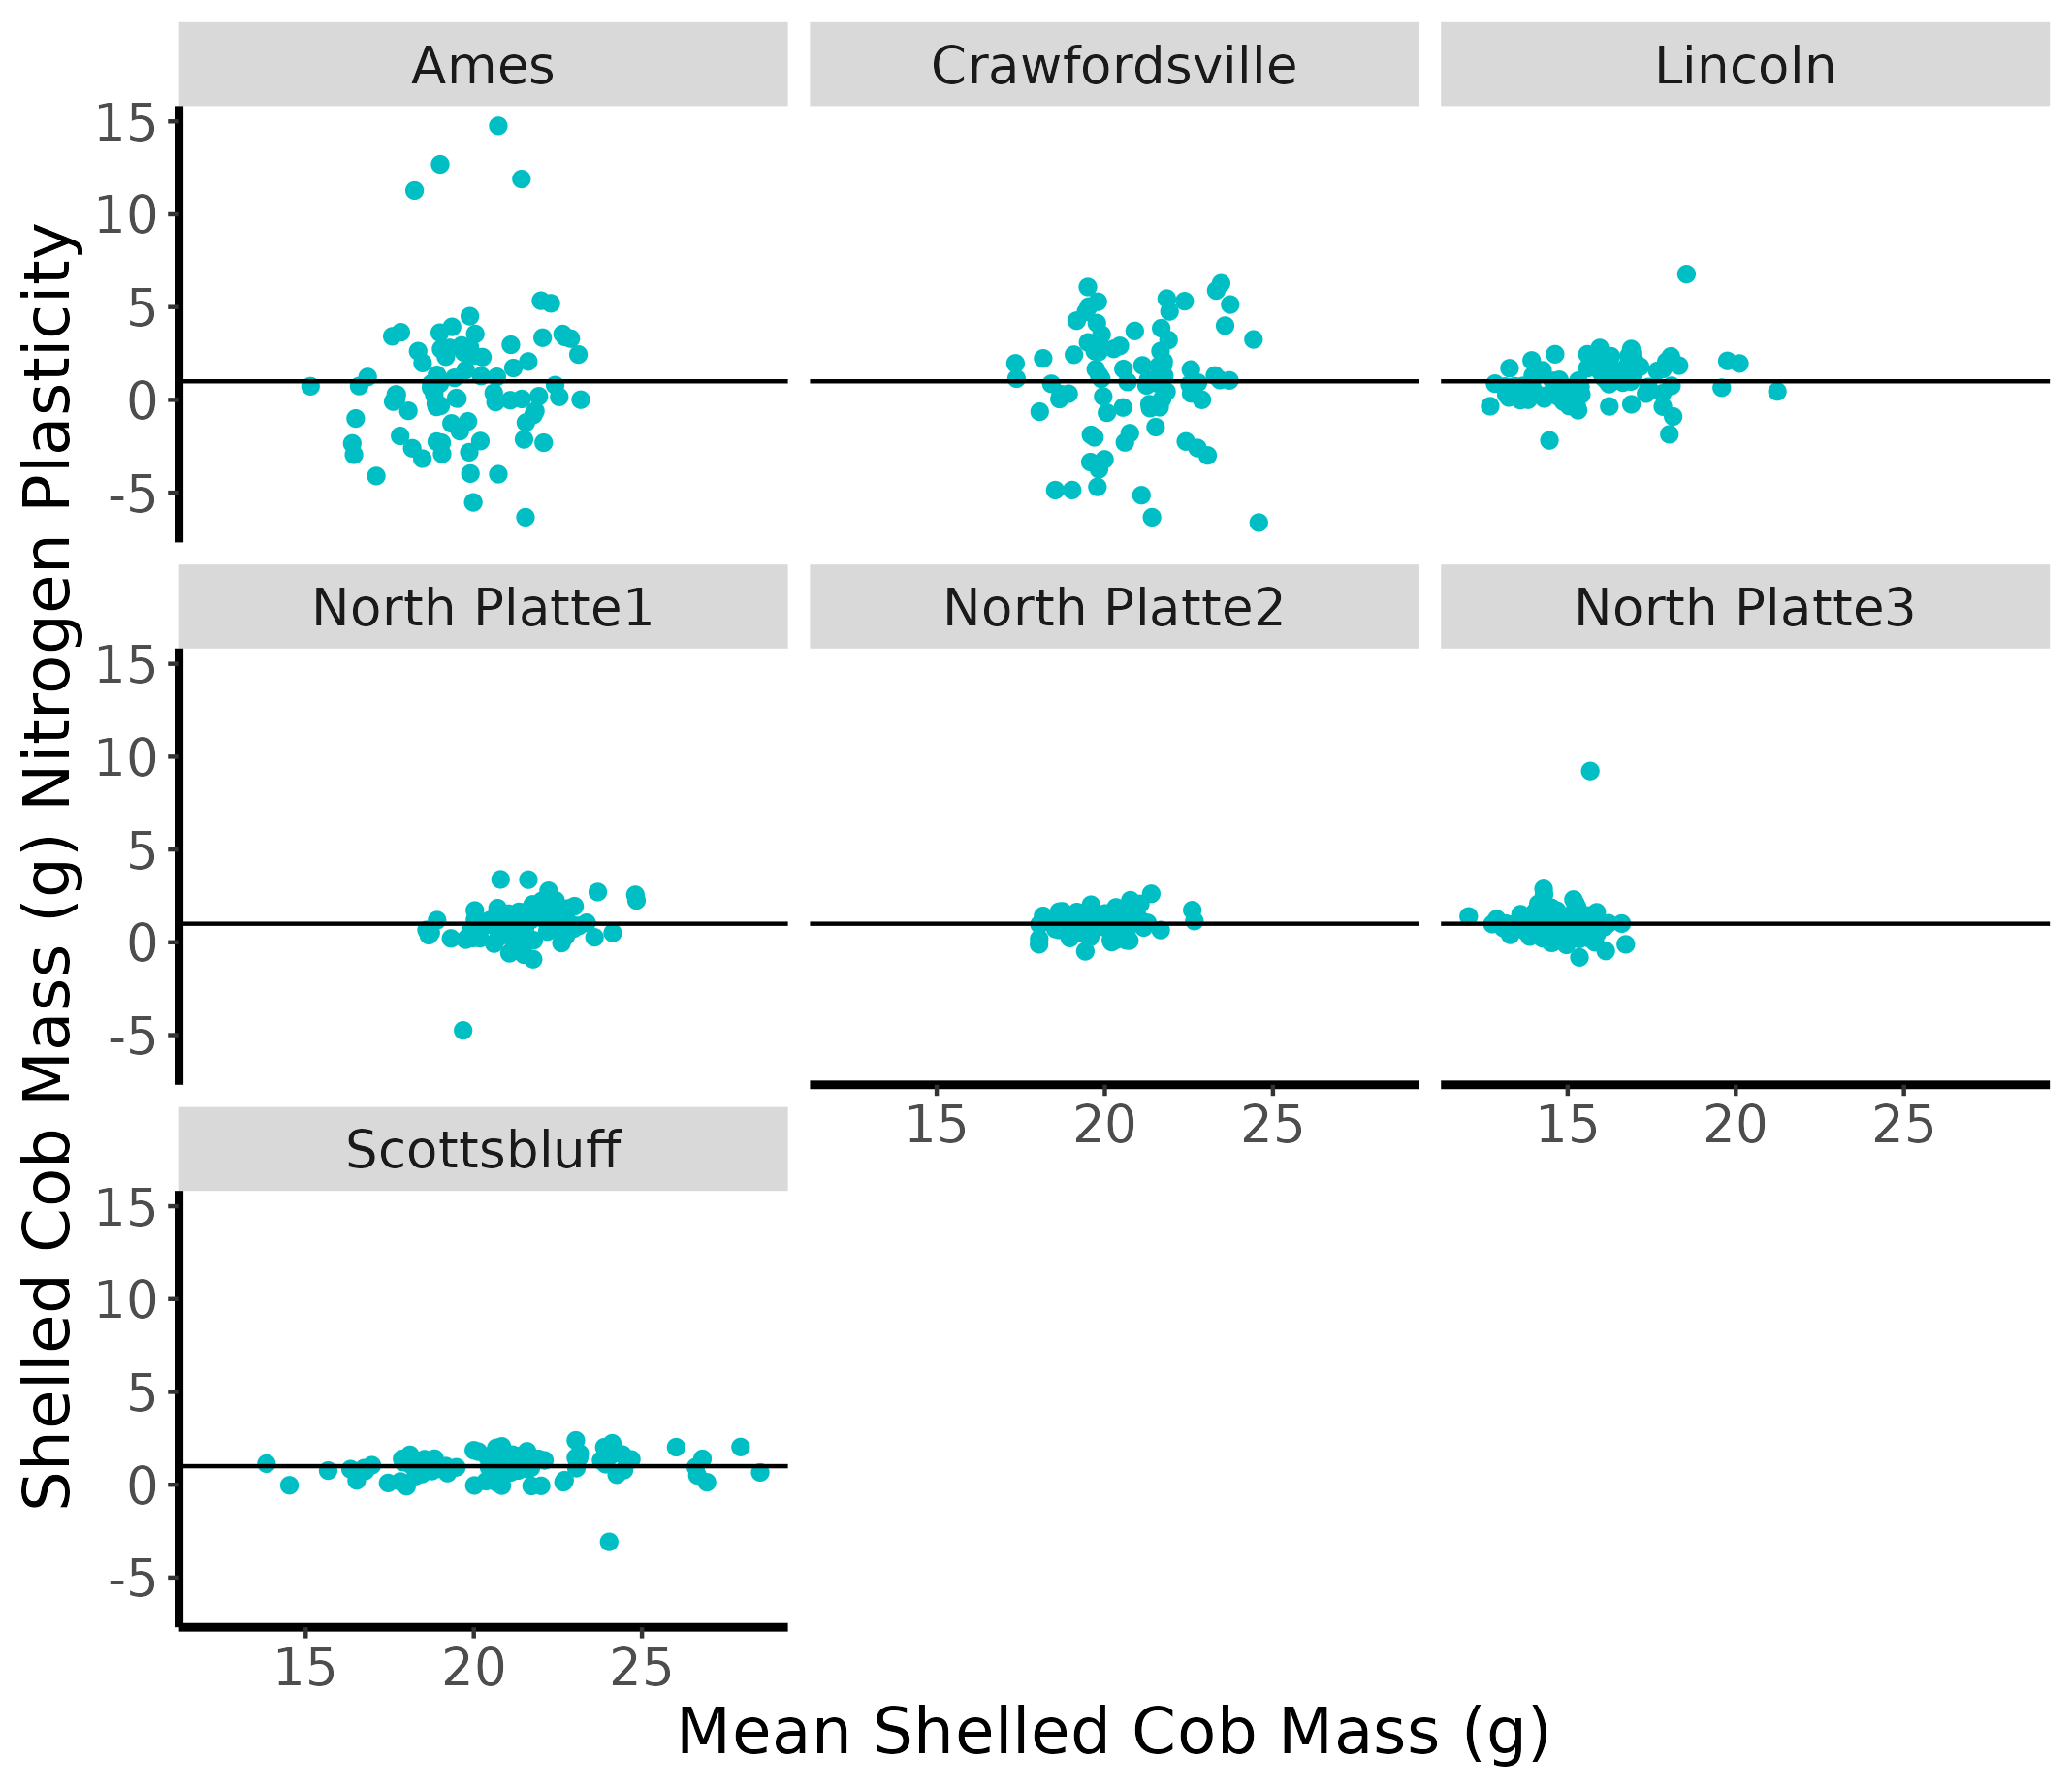 Ames
Crawfordsville
Lincoln
15
10
5
0
-5
North Platte1
North Platte2
North Platte3
15
10
5
0
-5
15 20 25
15 20 25
Scottsbluff
15
10
5
0
-5
15 20 25
Mean Shelled Cob Mass (g)
Shelled Cob Mass (g) Nitrogen Plasticity